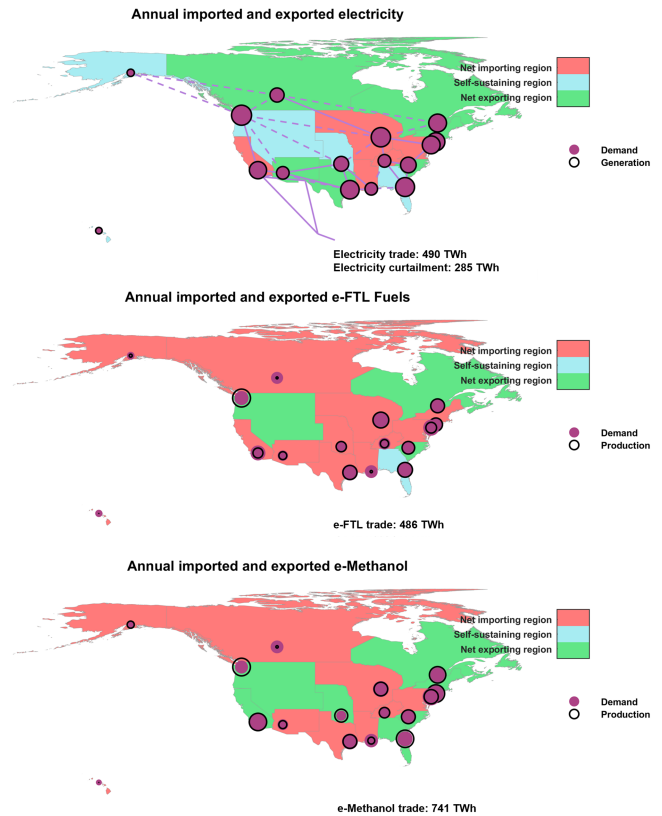 Annual imported and exported electricity
Net importing region
Self-sustaining region
Net exporting region
Demand
Generation
Electricity trade: 490 TWh
Electricity curtailment: 285 TWh
Annual imported and exported e-FTL Fuels
Net importing region
Self-sustaining region
Net exporting region
Demand
Production
e-FTL trade: 486 TWh
Annual imported and exported e-Methanol
Net importing region
Self-sustaining region
Net exporting region
Demand
Production
e-Methanol trade: 741 TWh